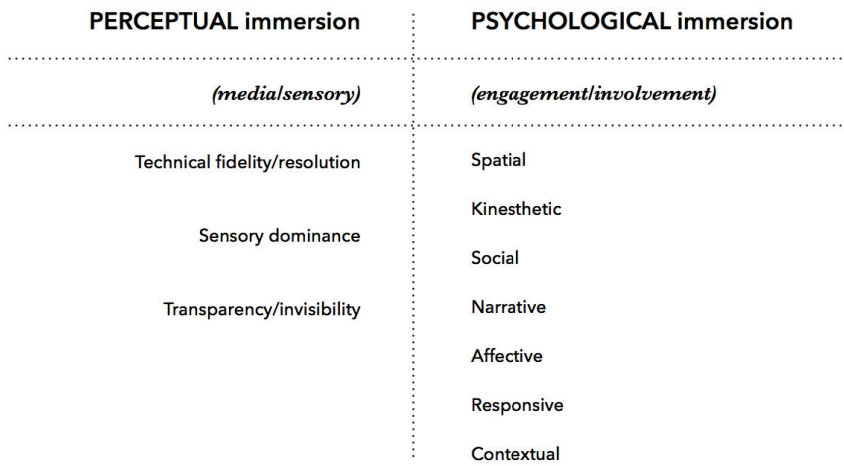 PERCEPTUAL immersion
PSYCHOLOGICAL immersion
(media/sensory)
(engagement/involvement)
Technical fidelity/resolution
Sensory dominance
Transparency/invisibility
Spatial
Kinesthetic
Social
Narrative
Affective
Responsive
Contextual